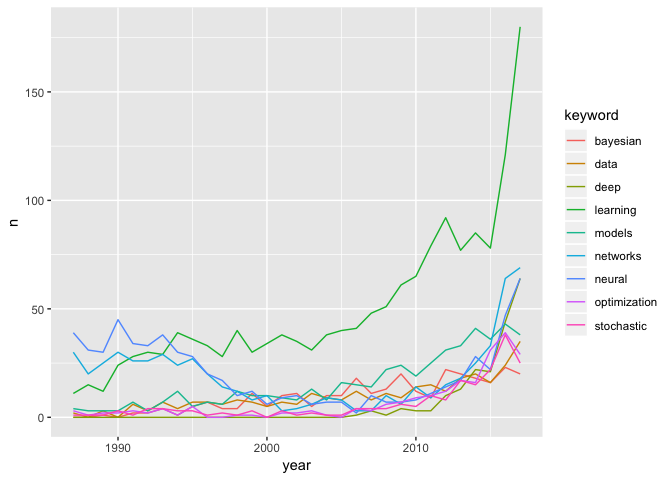 150
100
50
0
n
1990
2000
2010
year
keyword
bayesian
data
deep
learning
models
networks
neural
optimization
stochastic